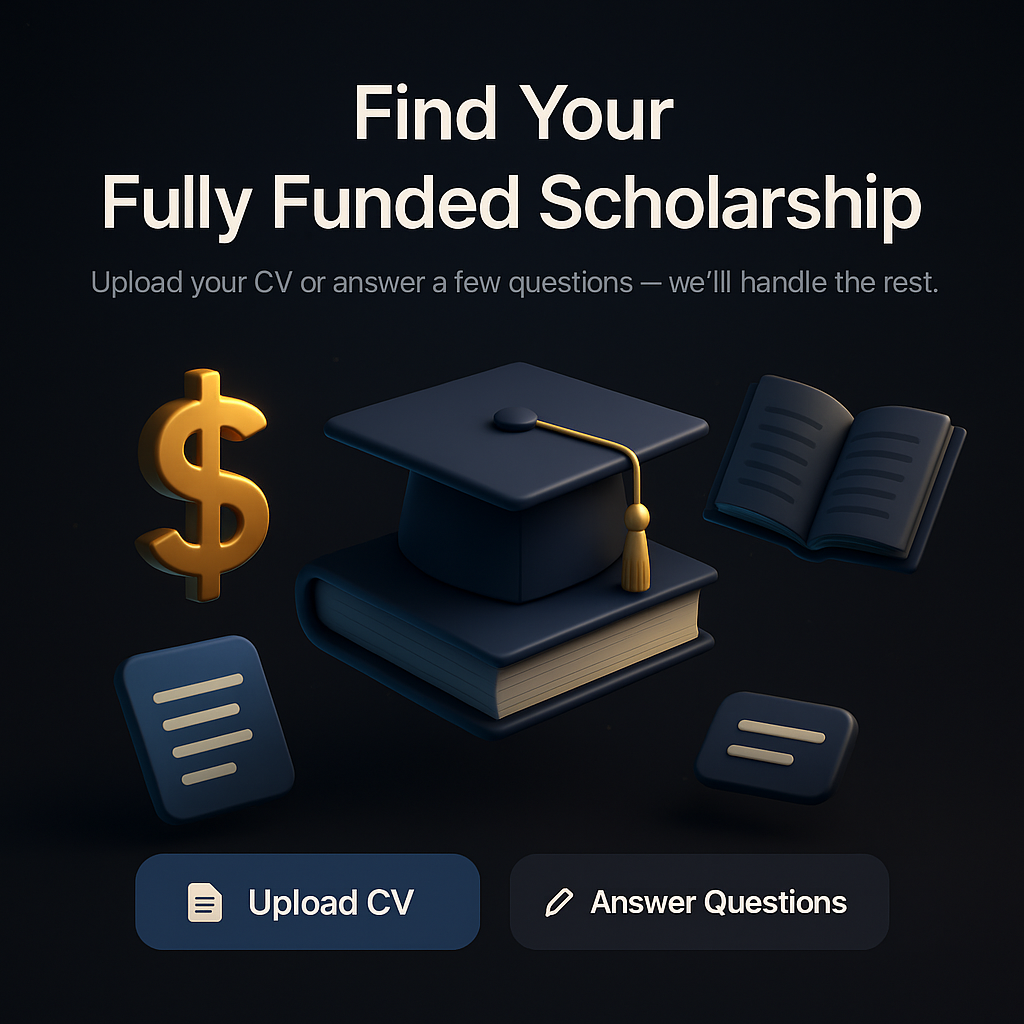 Find Your
Fully Funded Scholarship
Upload your CV or answer a few questions — we’lll handle the rest.
Upload CV
Answer Questions